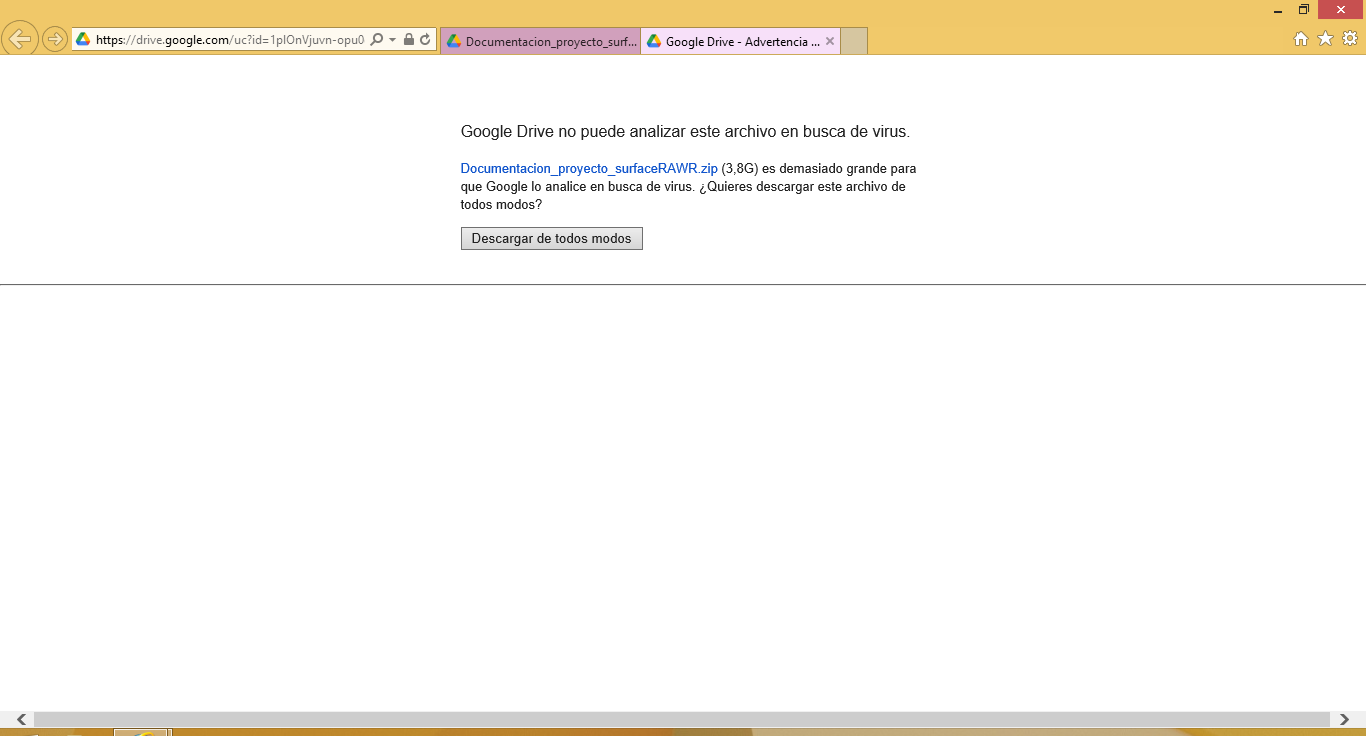 https://drive.google.com/uc?id=1pIOnVjuvn-opu0
Documentacion_proyecto_surf...
Google Drive - Advertencia ...
Google Drive no puede analizar este archivo en busca de virus.
Documentacion_proyecto_surfaceRAWR.zip (3,8G) es demasiado grande para
que Google lo analice en busca de virus. ¿Quieres descargar este archivo de
todos modos?
Descargar de todos modos